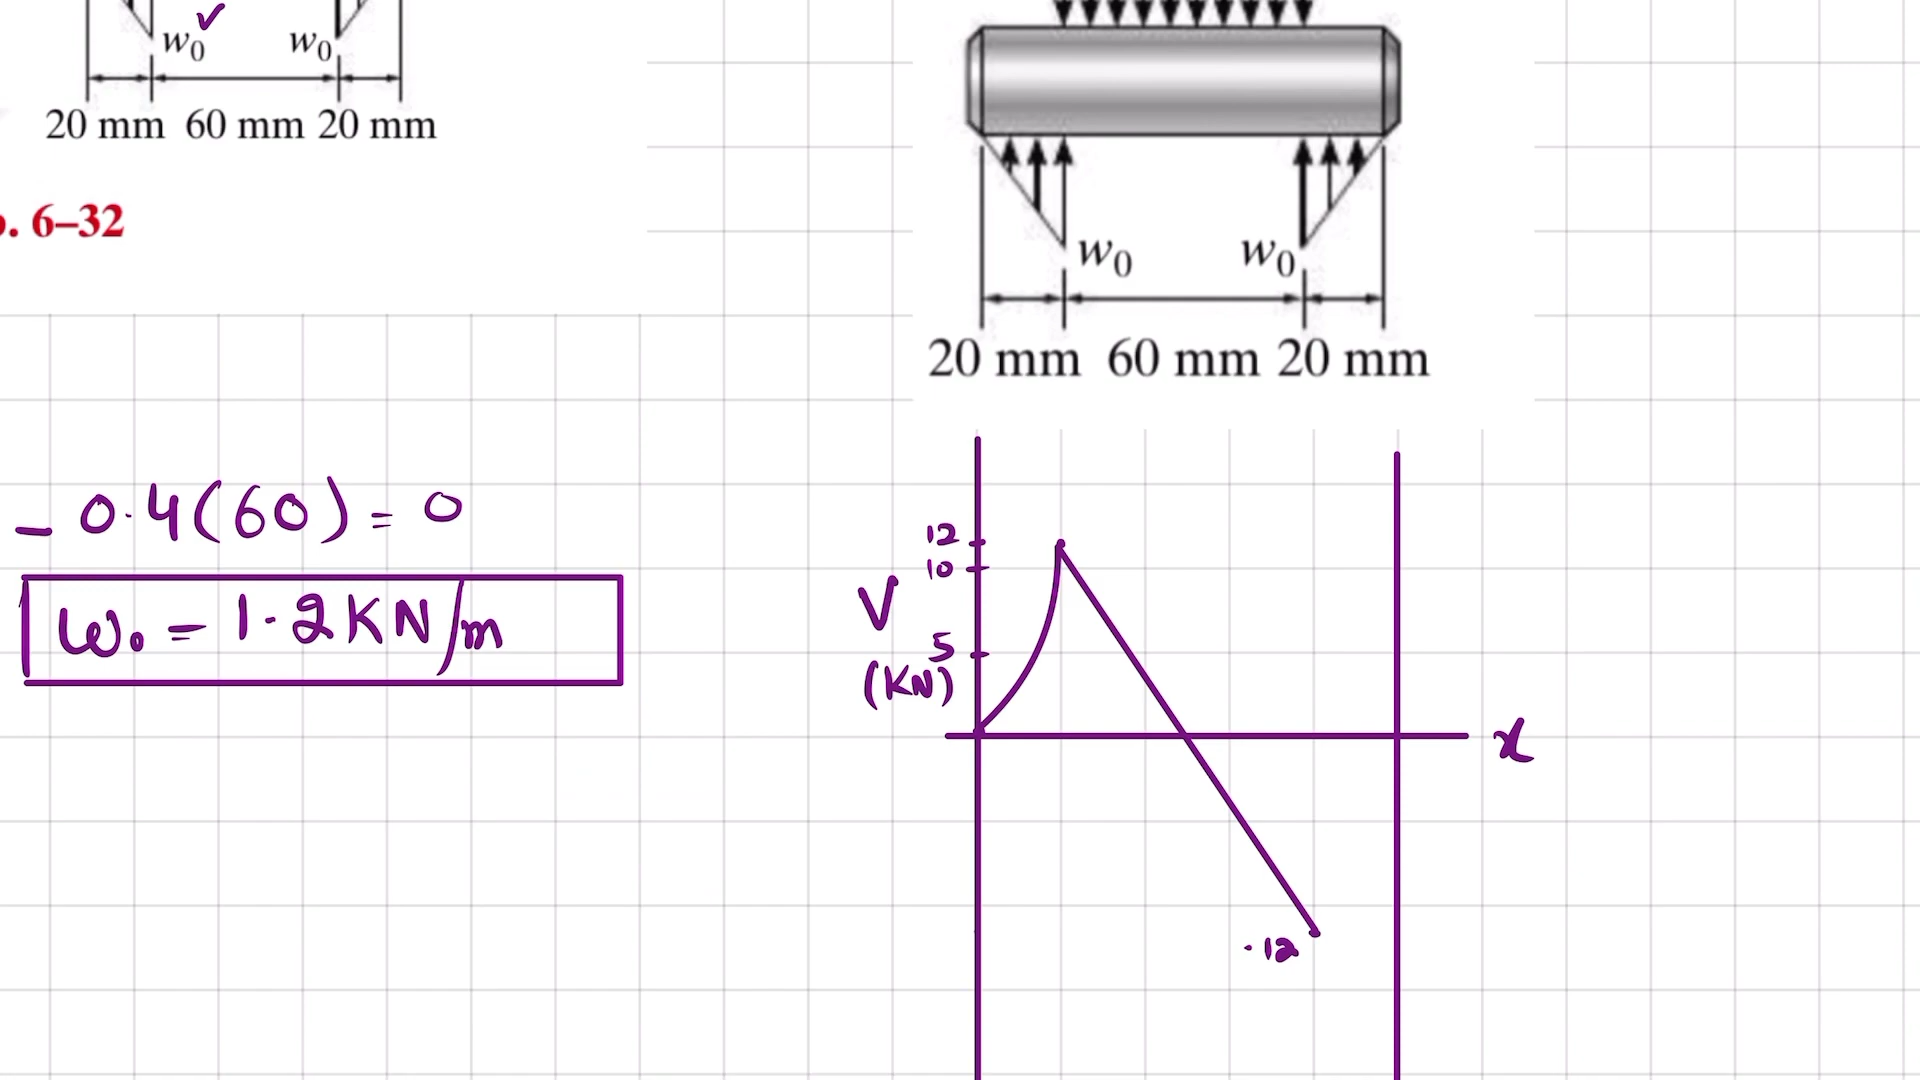 w0 ✓ w0
20 mm 60 mm 20 mm
. 6–32
w0 w0
20 mm 60 mm 20 mm
- 0.4(60) = 0
w0 = 1.2 KN/m
12
10
V
5
(KN)
x
-12